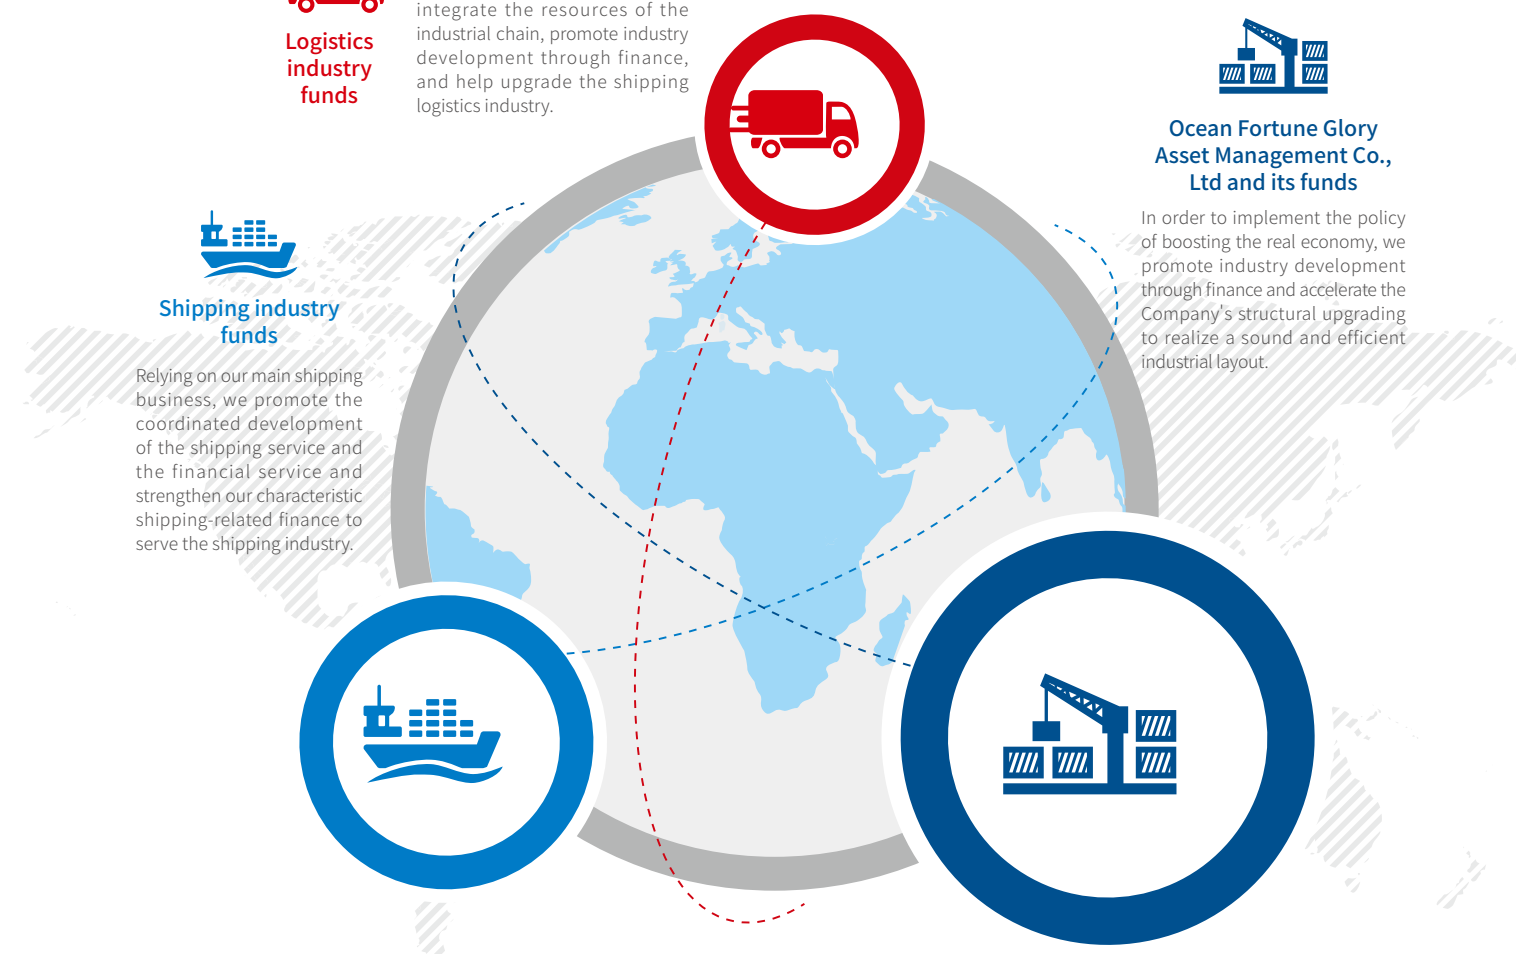 integrate the resources of the
industrial chain, promote industry
development through finance,
and help upgrade the shipping
logistics industry.
Logistics
industry
funds
Ocean Fortune Glory
Asset Management Co.,
Ltd and its funds
In order to implement the policy
of boosting the real economy, we
promote industry development
through finance and accelerate the
Company's structural upgrading
to realize a sound and efficient
industrial layout.
Shipping industry
funds
Relying on our main shipping
business, we promote the
coordinated development
of the shipping service and
the financial service and
strengthen our characteristic
shipping-related finance to
serve the shipping industry.